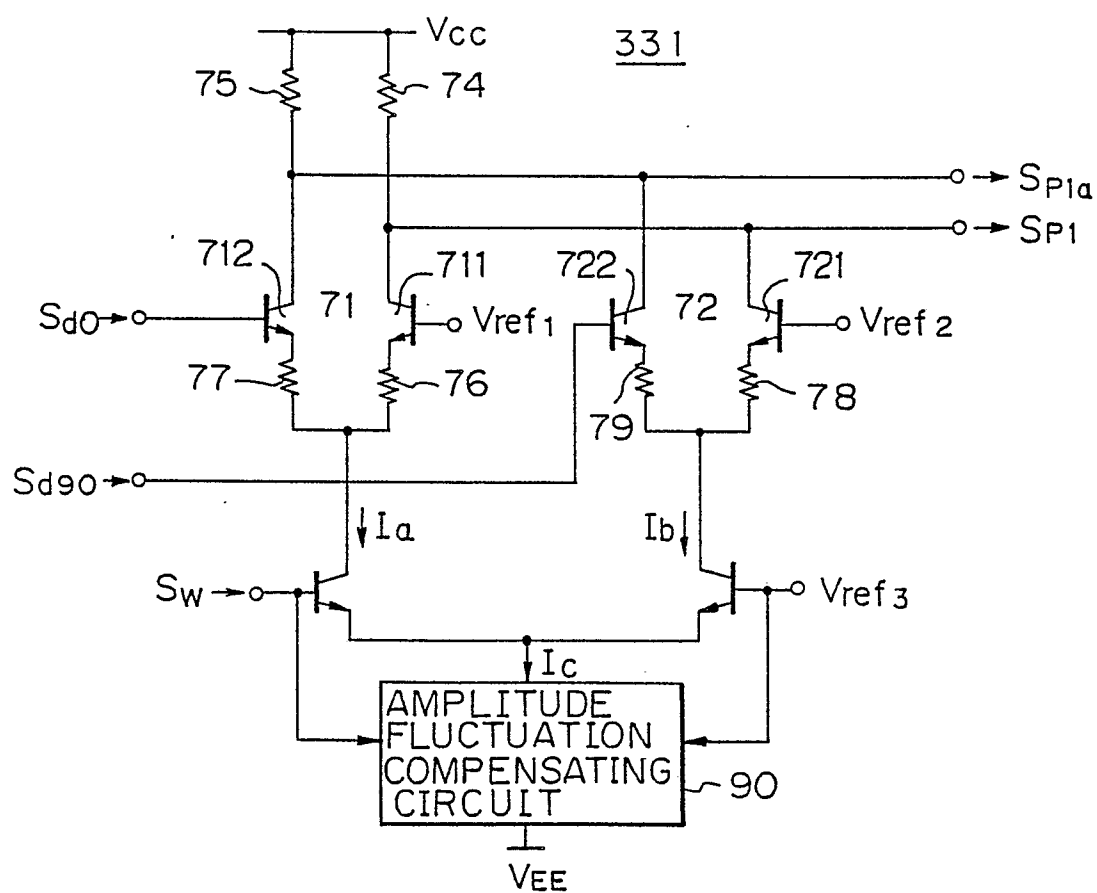 Vcc
331
75
74
SP1a
SP1
712
711
722
721
Sd0
71
Vref1
72
Vref2
77
76
79
78
Sd90
Ia
Ib
Sw
Vref3
Ic
AMPLITUDE
FLUCTUATION
COMPENSATING
CIRCUIT
90
VEE